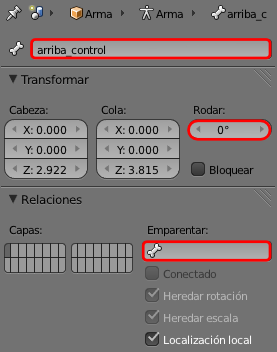 Arma
Arma
arriba_c
arriba_control
Transformar
Cabeza:
Cola:
Rodar:
X: 0.000
X: 0.000
0°
Y: 0.000
Y: 0.000
Z: 2.922
Z: 3.815
Bloquear
Relaciones
Capas:
Emparentar:
Conectado
Heredar rotación
Heredar escala
Localización local